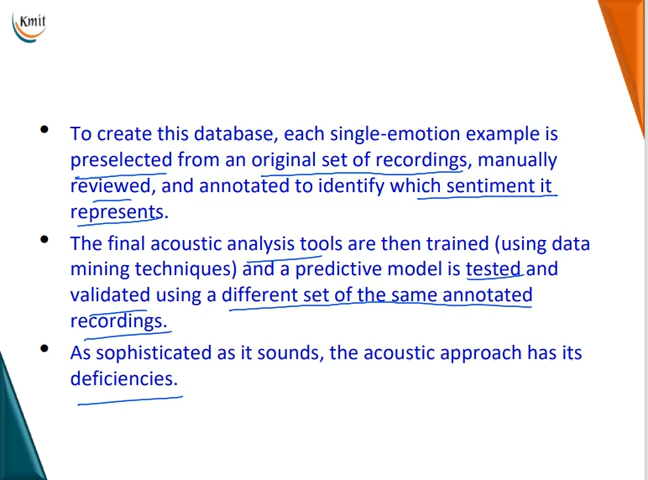 Kmit
• To create this database, each single-emotion example is
preselected from an original set of recordings, manually
reviewed, and annotated to identify which sentiment it
represents.
• The final acoustic analysis tools are then trained (using data
mining techniques) and a predictive model is tested and
validated using a different set of the same annotated
recordings.
• As sophisticated as it sounds, the acoustic approach has its
deficiencies.